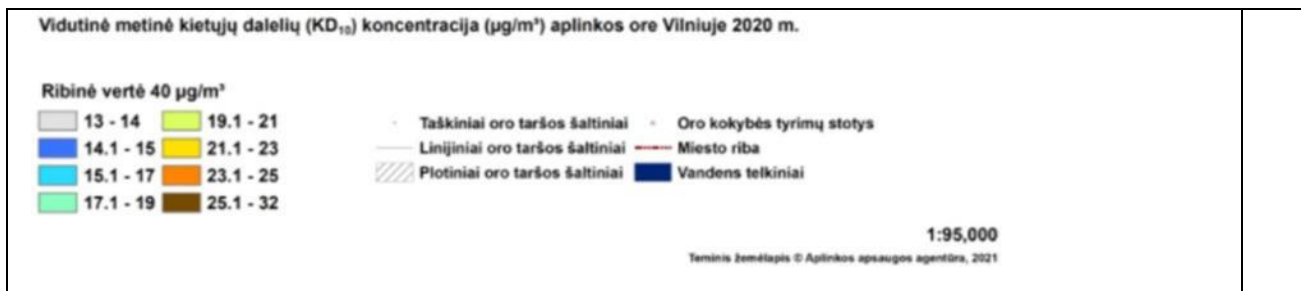 Vidutinė metinė kietųjų dalelių (KD₁₀) koncentracija (µg/m³) aplinkos ore Vilniuje 2020 m.
Ribinė vertė 40 µg/m³
13 - 14 19.1 - 21
14.1 - 15 21.1 - 23
15.1 - 17 23.1 - 25
17.1 - 19 25.1 - 32
Taškiniai oro taršos šaltiniai Oro kokybės tyrimų stotys
Linijiniai oro taršos šaltiniai Miesto riba
Plotiniai oro taršos šaltiniai Vandens telkiniai
1:95,000
Teminis žemėlapis © Aplinkos apsaugos agentūra, 2021